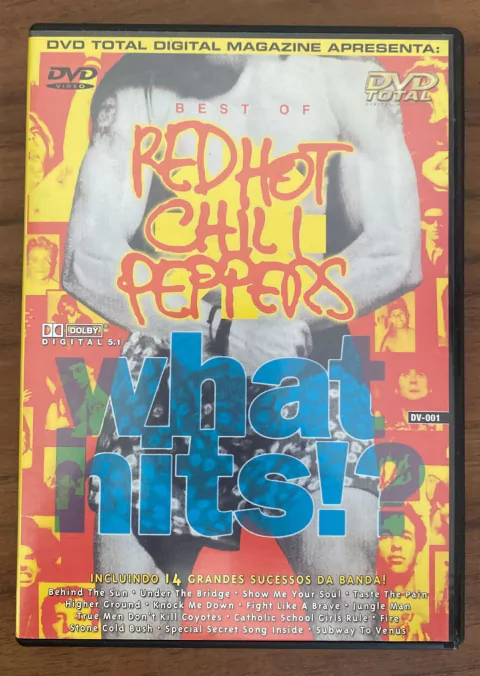 DVD TOTAL DIGITAL MAGAZINE APRESENTA:
DVD
VIDEO
DVD
TOTAL
BEST OF
RED HOT
CHILI
PEPPERS
DOLBY
DIGITAL 5.1
what
hits!?
DV-001
INCLUINDO 14 GRANDES SUCESSOS DA BANDA!
Behind The Sun • Under The Bridge • Show Me Your Soul • Taste The Pain
Higher Ground • Knock Me Down • Fight Like A Brave • Jungle Man
True Men Don't Kill Coyotes • Catholic School Girls Rule • Fire
Stone Cold Bush • Special Secret Song Inside • Subway To Venus